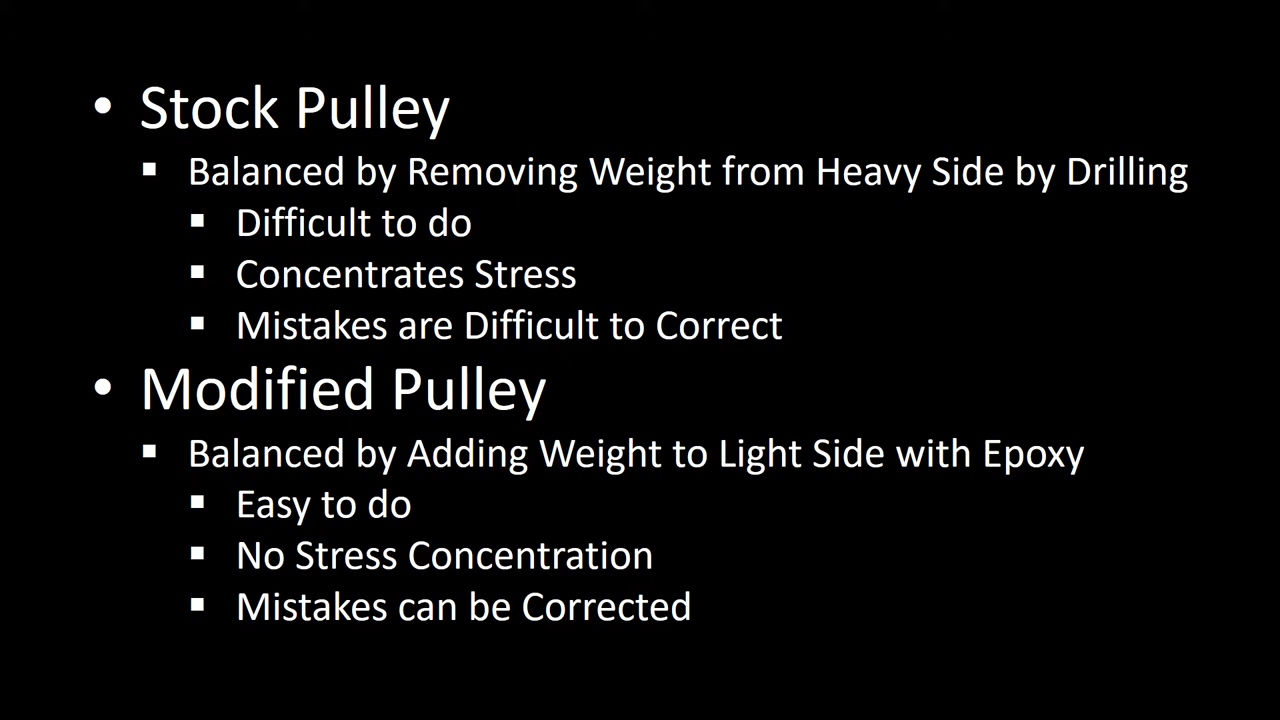 • Stock Pulley
▪ Balanced by Removing Weight from Heavy Side by Drilling
▪ Difficult to do
▪ Concentrates Stress
▪ Mistakes are Difficult to Correct
• Modified Pulley
▪ Balanced by Adding Weight to Light Side with Epoxy
▪ Easy to do
▪ No Stress Concentration
▪ Mistakes can be Corrected